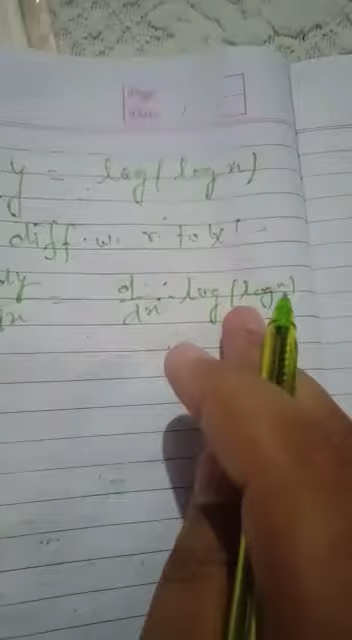 y = log(log x)
diff. w. r. to 'x' -
dy/dx = d/dx log(log x)